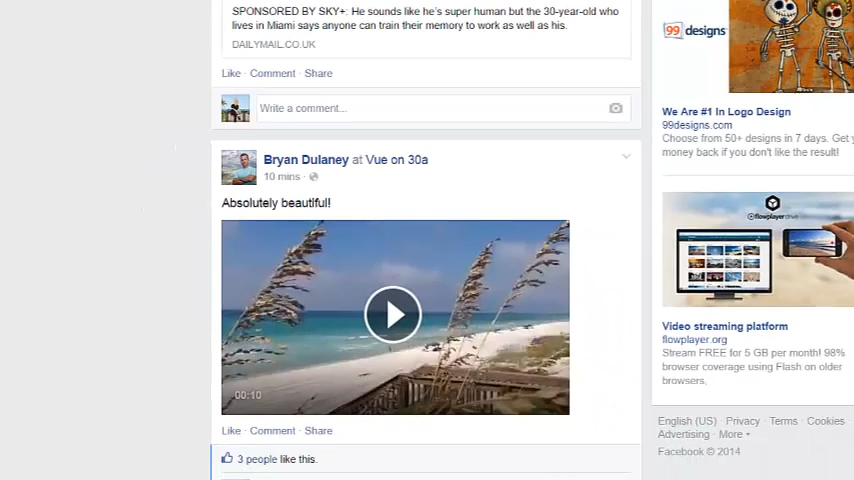 SPONSORED BY SKY+: He sounds like he's super human but the 30-year-old who
lives in Miami says anyone can train their memory to work as well as his.
DAILYMAIL.CO.UK
Like · Comment · Share
Write a comment...
Bryan Dulaney at Vue on 30a
10 mins ·
Absolutely beautiful!
00:10
Like · Comment · Share
3 people like this.
99 designs
We Are #1 In Logo Design
99designs.com
Choose from 50+ designs in 7 days. Get
money back if you don't like the result!
flowplayer drive
Video streaming platform
flowplayer.org
Stream FREE for 5 GB per month! 98%
browser coverage using Flash on older
browsers.
English (US) · Privacy · Terms · Cookies
Advertising · More
Facebook © 2014